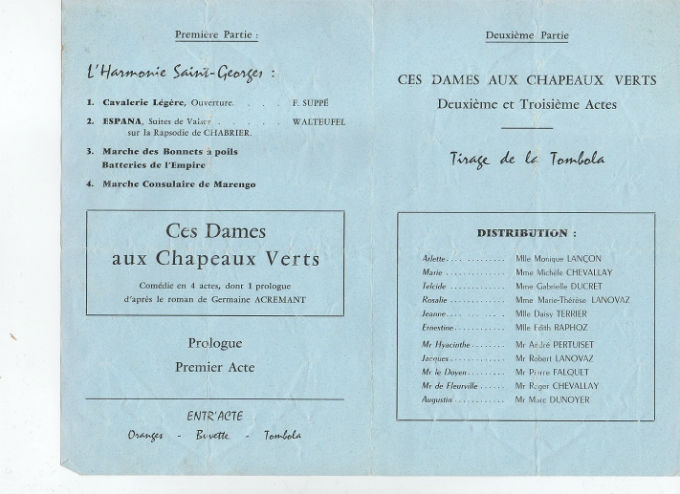 Première Partie :
L'Harmonie Saint-Georges :
1. Cavalerie Légère, Ouverture. . . . . F. SUPPÉ
2. ESPANA, Suites de Valses . . . . . . WALTEUFEL
sur la Rapsodie de CHABRIER.
3. Marche des Bonnets à poils
Batteries de l'Empire
4. Marche Consulaire de Marengo
Ces Dames
aux Chapeaux Verts
Comédie en 4 actes, dont 1 prologue
d'après le roman de Germaine ACREMANT
Prologue
Premier Acte
ENTR'ACTE
Oranges - Buvette - Tombola
Deuxième Partie
CES DAMES AUX CHAPEAUX VERTS
Deuxième et Troisième Actes
Tirage de la Tombola
DISTRIBUTION :
Arlette . . . . . . . . . . . . Mlle Monique LANÇON
Marie . . . . . . . . . . . . Mme Michèle CHEVALLAY
Telcide . . . . . . . . . . . . Mme Gabrielle DUCRET
Rosalie . . . . . . . . . . . . Mme Marie-Thérèse LANOVAZ
Jeanne . . . . . . . . . . . . Mlle Daisy TERRIER
Ernestine . . . . . . . . . . . . Mlle Edith RAPHOZ
Mr Hyacinthe . . . . . . . . Mr André PERTUISET
Jacques . . . . . . . . . . . . Mr Robert LANOVAZ
Mr le Doyen . . . . . . . . . Mr Pierre FALQUET
Mr de Fleurville . . . . . . Mr Roger CHEVALLAY
Augustin . . . . . . . . . . . . Mr Marc DUNOYER